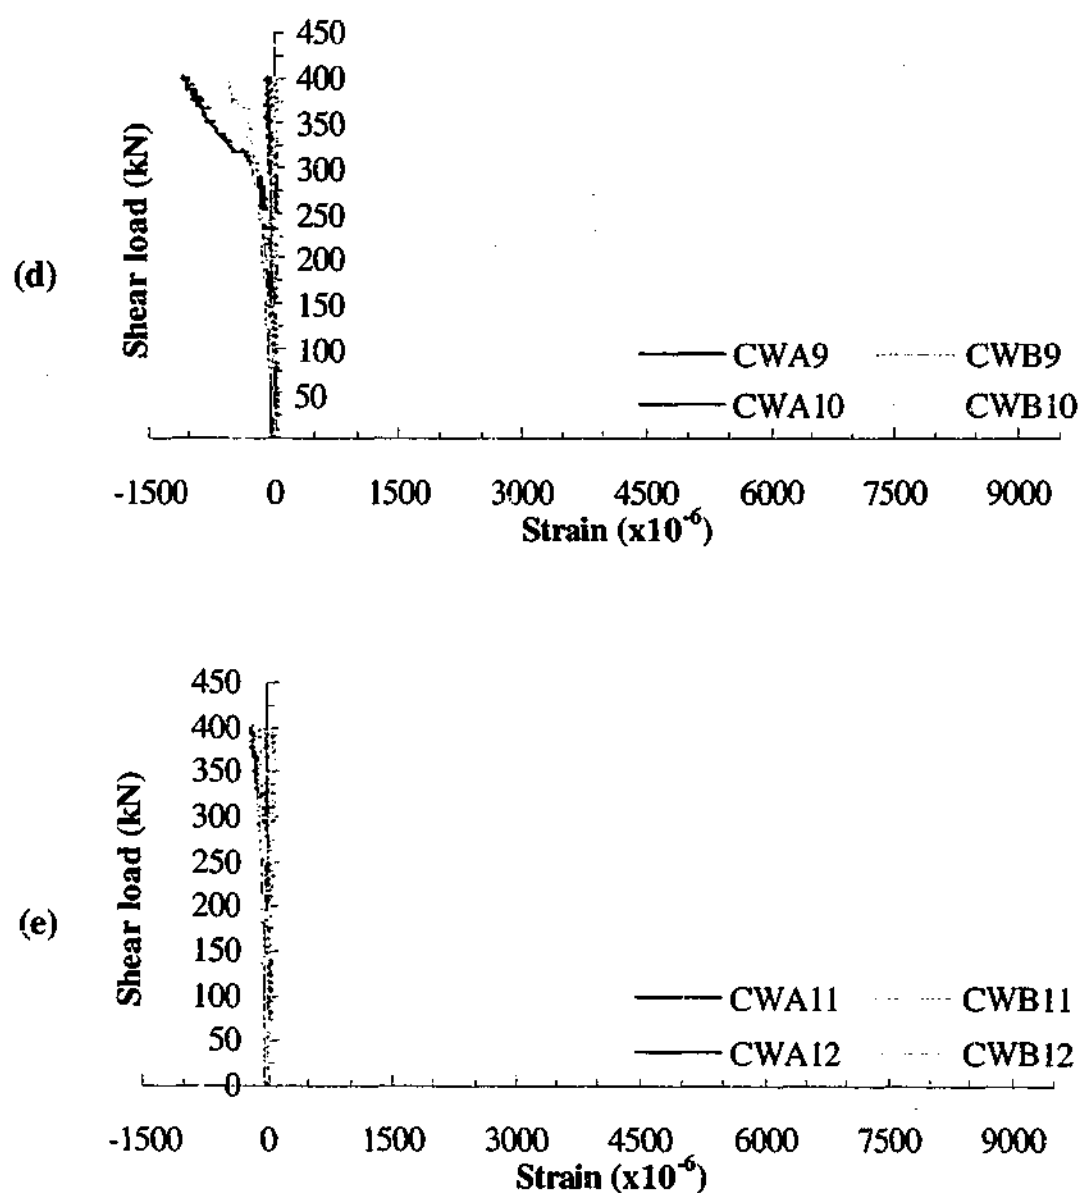 (d)
Shear load (kN)
450
400
350
300
250
200
150
100
50
CWA9 CWB9
CWA10 CWB10
-1500 0 1500 3000 4500 6000 7500 9000
Strain (x10⁻⁶)
(e)
Shear load (kN)
450
400
350
300
250
200
150
100
50
0
CWA11 CWB11
CWA12 CWB12
-1500 0 1500 3000 4500 6000 7500 9000
Strain (x10⁻⁶)